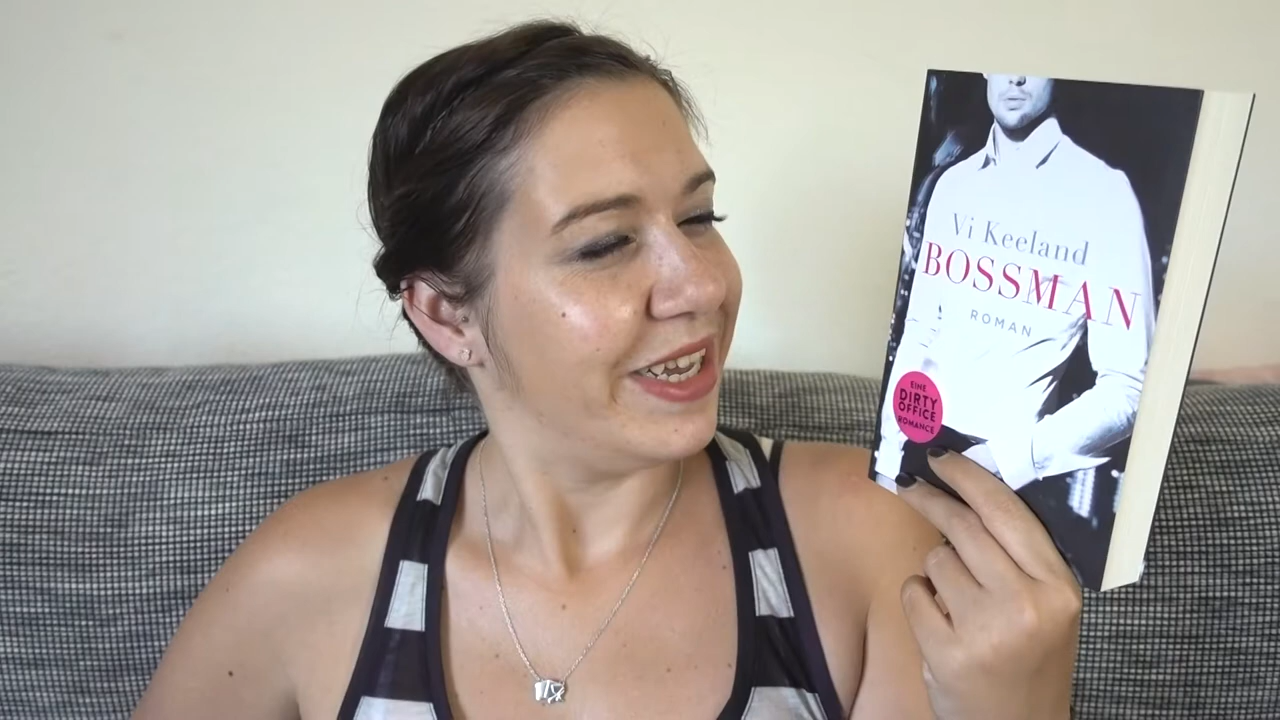 Vi Keeland
BOSSMAN
ROMAN
EINE
DIRTY
OFFICE
ROMANCE